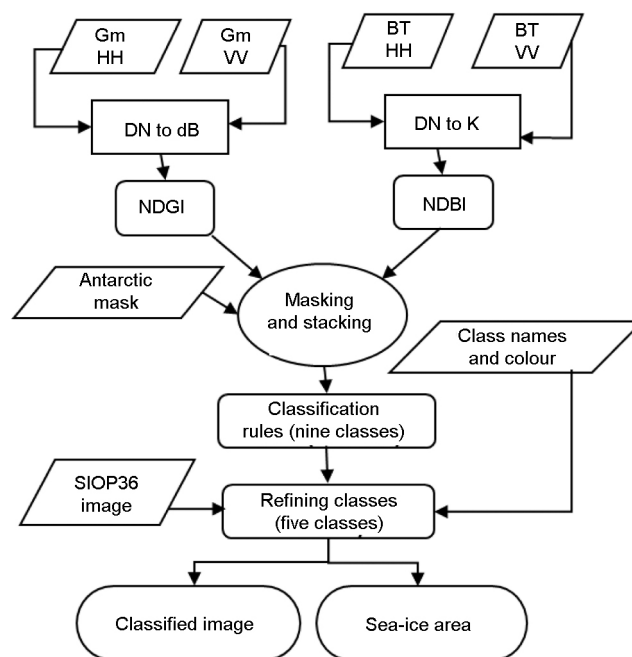 Gm
HH
Gm
VV
BT
HH
BT
VV
DN to dB
DN to K
NDGI
NDBI
Antarctic
mask
Masking
and stacking
Class names
and colour
Classification
rules (nine classes)
SIOP36
image
Refining classes
(five classes)
Classified image
Sea-ice area